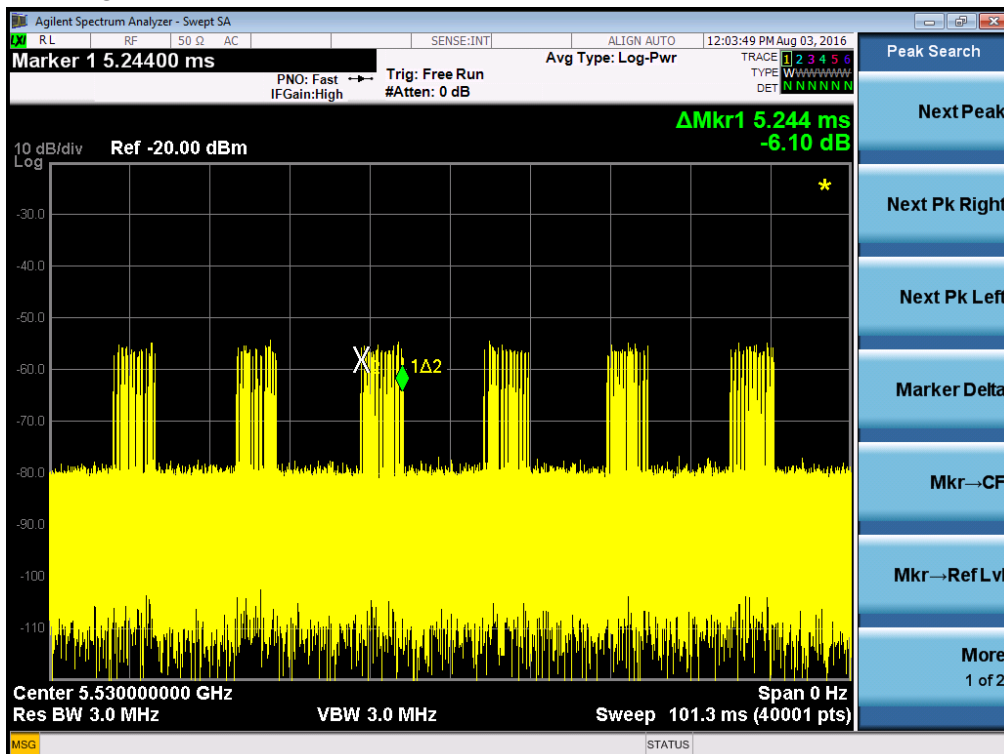 Agilent Spectrum Analyzer - Swept SA
LXI RL RF 50 Ω AC SENSE:INT ALIGN AUTO 12:03:49 PM Aug 03, 2016
Marker 1 5.24400 ms
PNO: Fast Trig: Free Run Avg Type: Log-Pwr TRACE 1 2 3 4 5 6
IFGain:High #Atten: 0 dB TYPE WWWWWW
DET N N N N N N
Peak Search
ΔMkr1 5.244 ms
-6.10 dB
10 dB/div Ref -20.00 dBm
Log
*
-30.0
-40.0
-50.0
-60.0
-70.0
-80.0
-90.0
-100
-110
X
1Δ2
Next Peak
Next Pk Right
Next Pk Left
Marker Delta
Mkr→CF
Mkr→Ref Lvl
More
1 of 2
Center 5.530000000 GHz Span 0 Hz
Res BW 3.0 MHz VBW 3.0 MHz Sweep 101.3 ms (40001 pts)
MSG STATUS